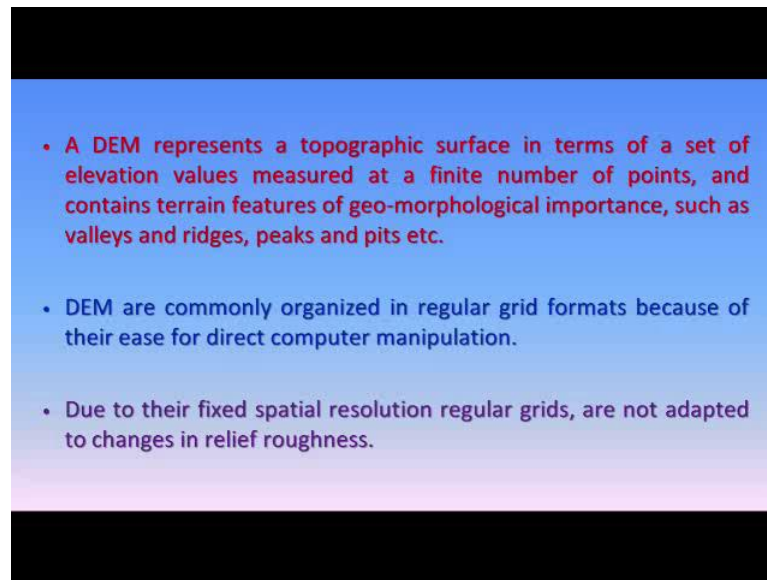 • A DEM represents a topographic surface in terms of a set of
elevation values measured at a finite number of points, and
contains terrain features of geo-morphological importance, such as
valleys and ridges, peaks and pits etc.
• DEM are commonly organized in regular grid formats because of
their ease for direct computer manipulation.
• Due to their fixed spatial resolution regular grids, are not adapted
to changes in relief roughness.